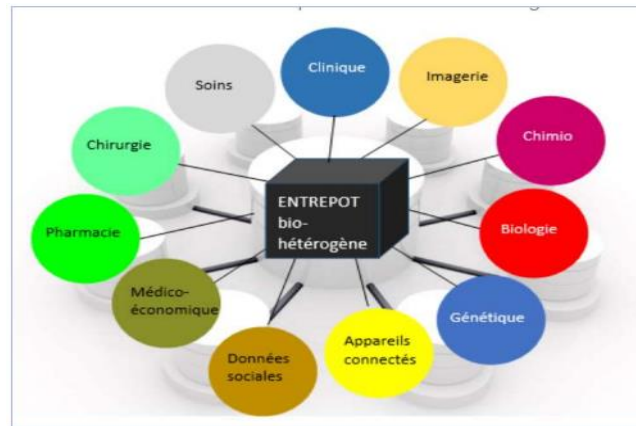 Clinique
Imagerie
Soins
Chimio
Chirurgie
ENTREPOT
bio-
hétérogène
Pharmacie
Biologie
Médico-
économique
Génétique
Données
sociales
Appareils
connectés